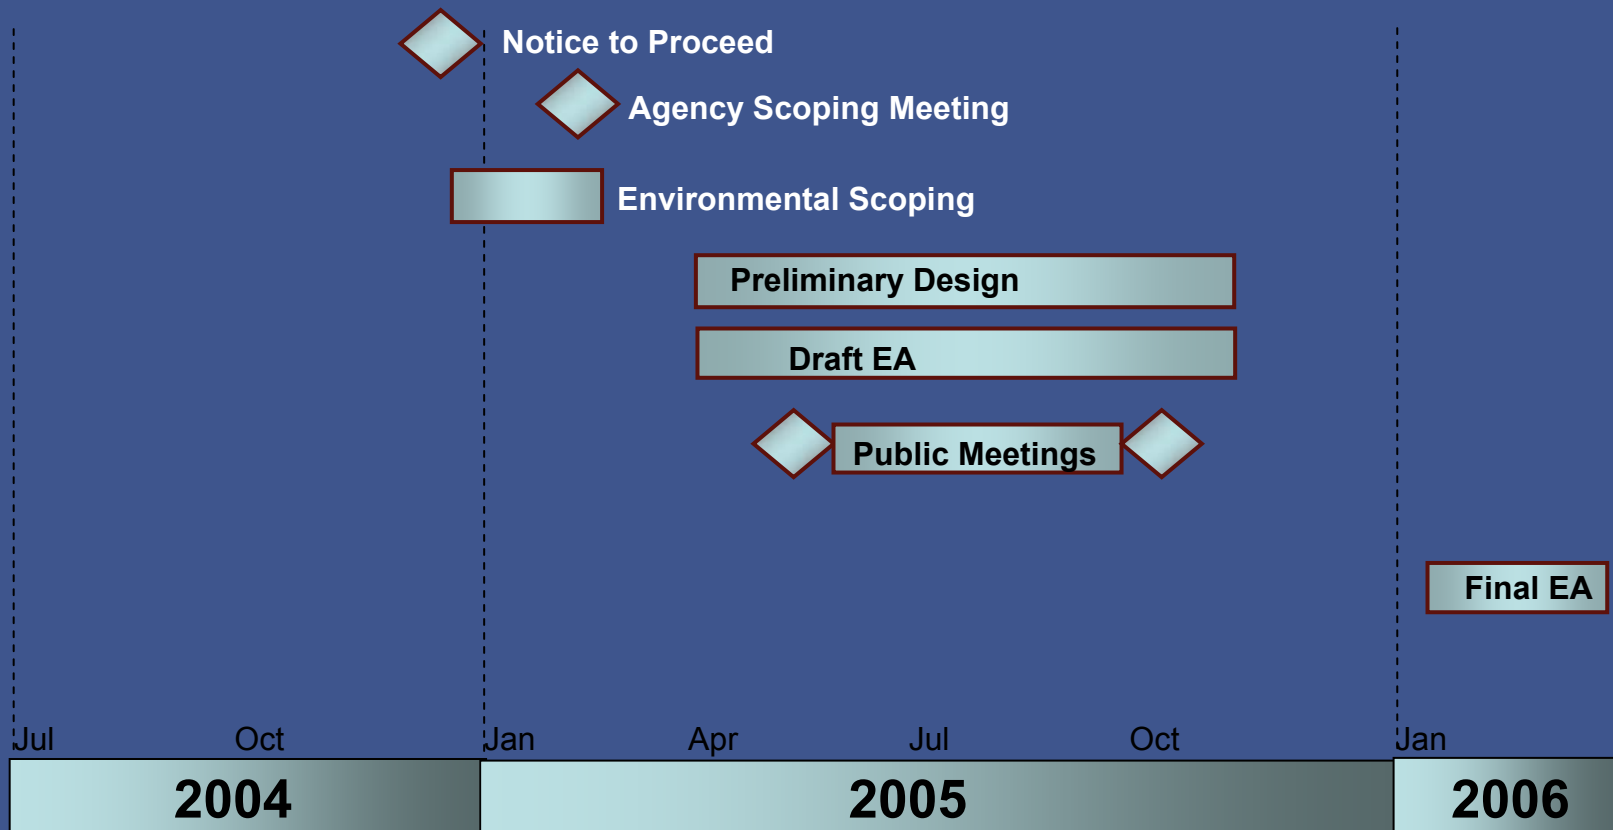 Notice to Proceed
Agency Scoping Meeting
Environmental Scoping
Preliminary Design
Draft EA
Public Meetings
Final EA
Jul Oct Jan Apr Jul Oct Jan
2004 2005 2006